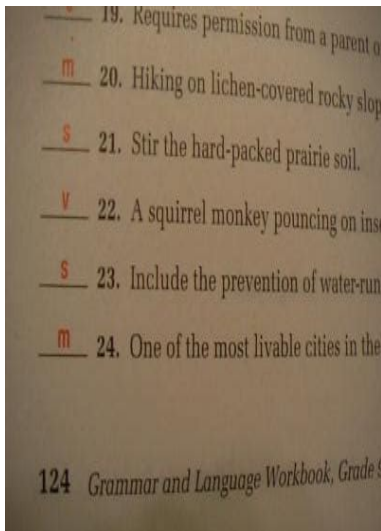 19. Requires permission from a parent
m 20. Hiking on lichen-covered rocky
s 21. Stir the hard-packed prairie soil.
v 22. A squirrel monkey pouncing on
s 23. Include the prevention of
m 24. One of the most livable cities in the
124 Grammar and Language Workbook, Grade